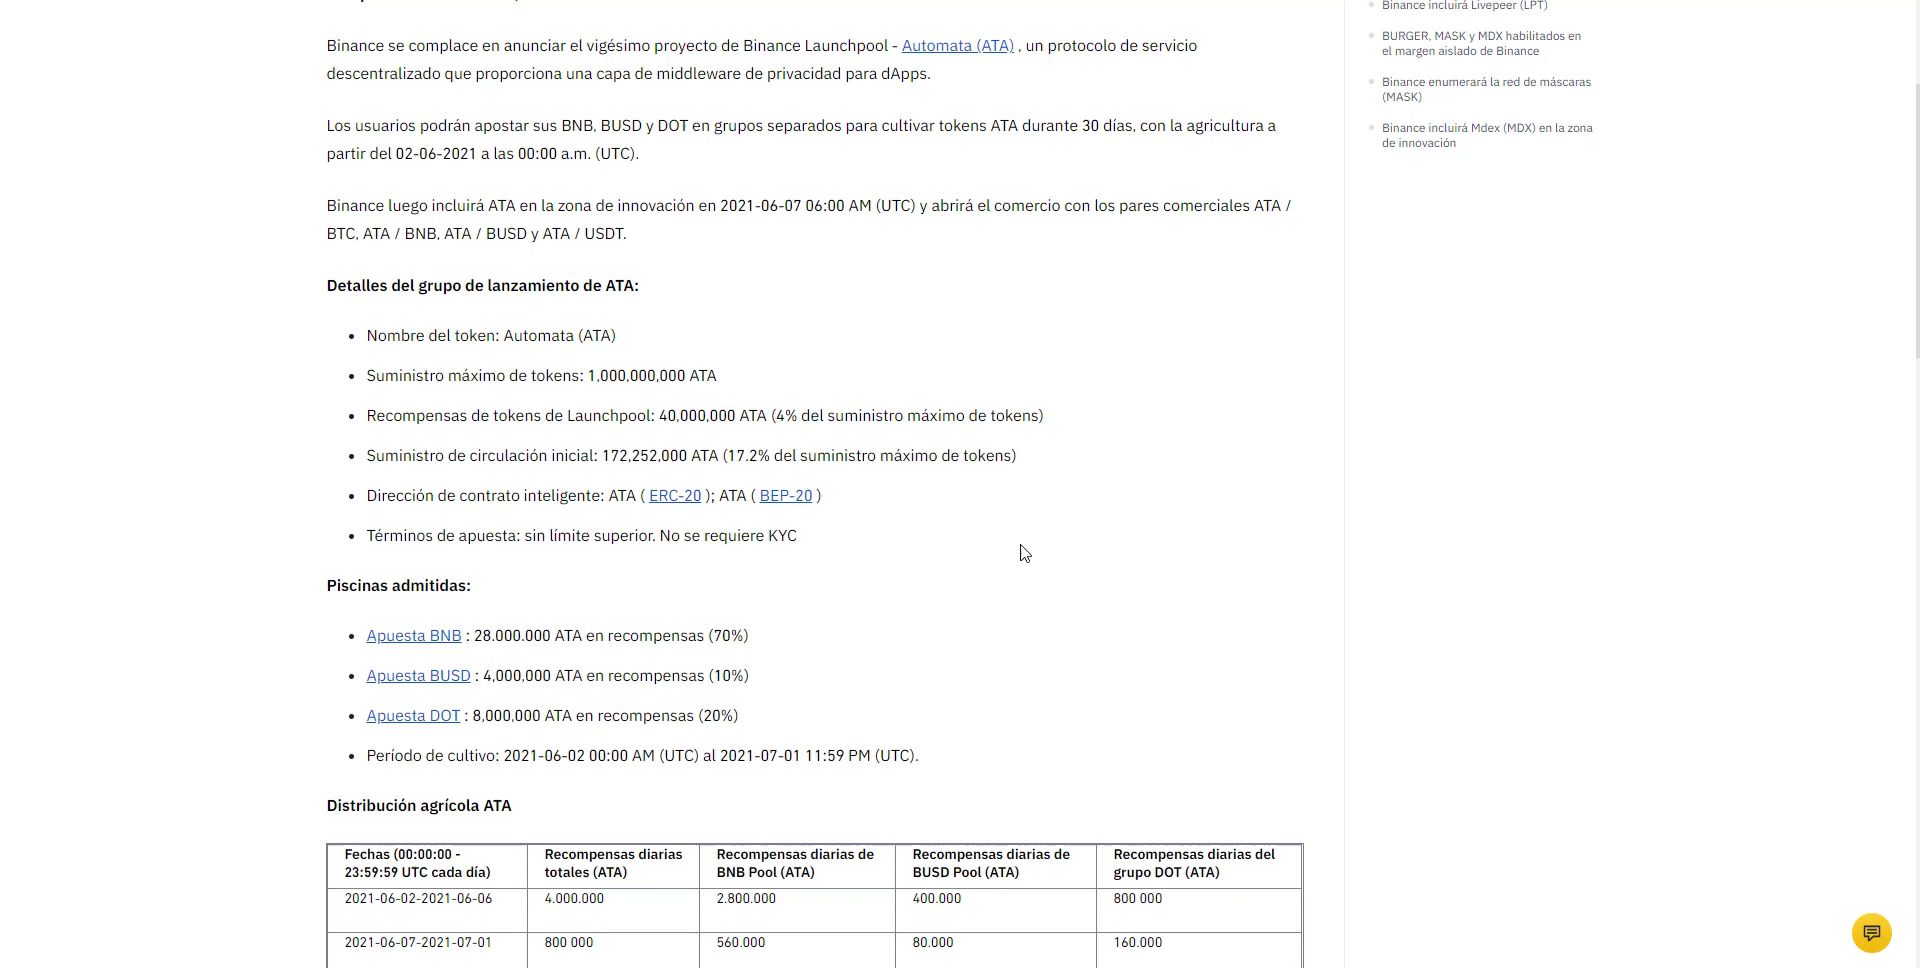 Binance se complace en anunciar el vigésimo proyecto de Binance Launchpool - Automata (ATA) , un protocolo de servicio
descentralizado que proporciona una capa de middleware de privacidad para dApps.
Los usuarios podrán apostar sus BNB, BUSD y DOT en grupos separados para cultivar tokens ATA durante 30 días, con la agricultura a
partir del 02-06-2021 a las 00:00 a.m. (UTC).
Binance luego incluirá ATA en la zona de innovación en 2021-06-07 06:00 AM (UTC) y abrirá el comercio con los pares comerciales ATA /
BTC, ATA / BNB, ATA / BUSD y ATA / USDT.
Detalles del grupo de lanzamiento de ATA:
• Nombre del token: Automata (ATA)
• Suministro máximo de tokens: 1,000,000,000 ATA
• Recompensas de tokens de Launchpool: 40,000,000 ATA (4% del suministro máximo de tokens)
• Suministro de circulación inicial: 172,252,000 ATA (17.2% del suministro máximo de tokens)
• Dirección de contrato inteligente: ATA ( ERC-20 ); ATA ( BEP-20 )
• Términos de apuesta: sin límite superior. No se requiere KYC
Piscinas admitidas:
• Apuesta BNB : 28.000.000 ATA en recompensas (70%)
• Apuesta BUSD : 4,000,000 ATA en recompensas (10%)
• Apuesta DOT : 8,000,000 ATA en recompensas (20%)
• Período de cultivo: 2021-06-02 00:00 AM (UTC) al 2021-07-01 11:59 PM (UTC).
Distribución agrícola ATA
Fechas (00:00:00 - 
23:59:59 UTC cada día)
Recompensas diarias
totales (ATA)
Recompensas diarias de
BNB Pool (ATA)
Recompensas diarias de
BUSD Pool (ATA)
Recompensas diarias del
grupo DOT (ATA)
2021-06-02-2021-06-06 4.000.000 2.800.000 400.000 800 000
2021-06-07-2021-07-01 800 000 560.000 80.000 160.000
Binance incluirá Livepeer (LPT)
BURGER, MASK y MDX habilitados en
el margen aislado de Binance
Binance enumerará la red de máscaras
(MASK)
Binance incluirá Mdex (MDX) en la zona
de innovación